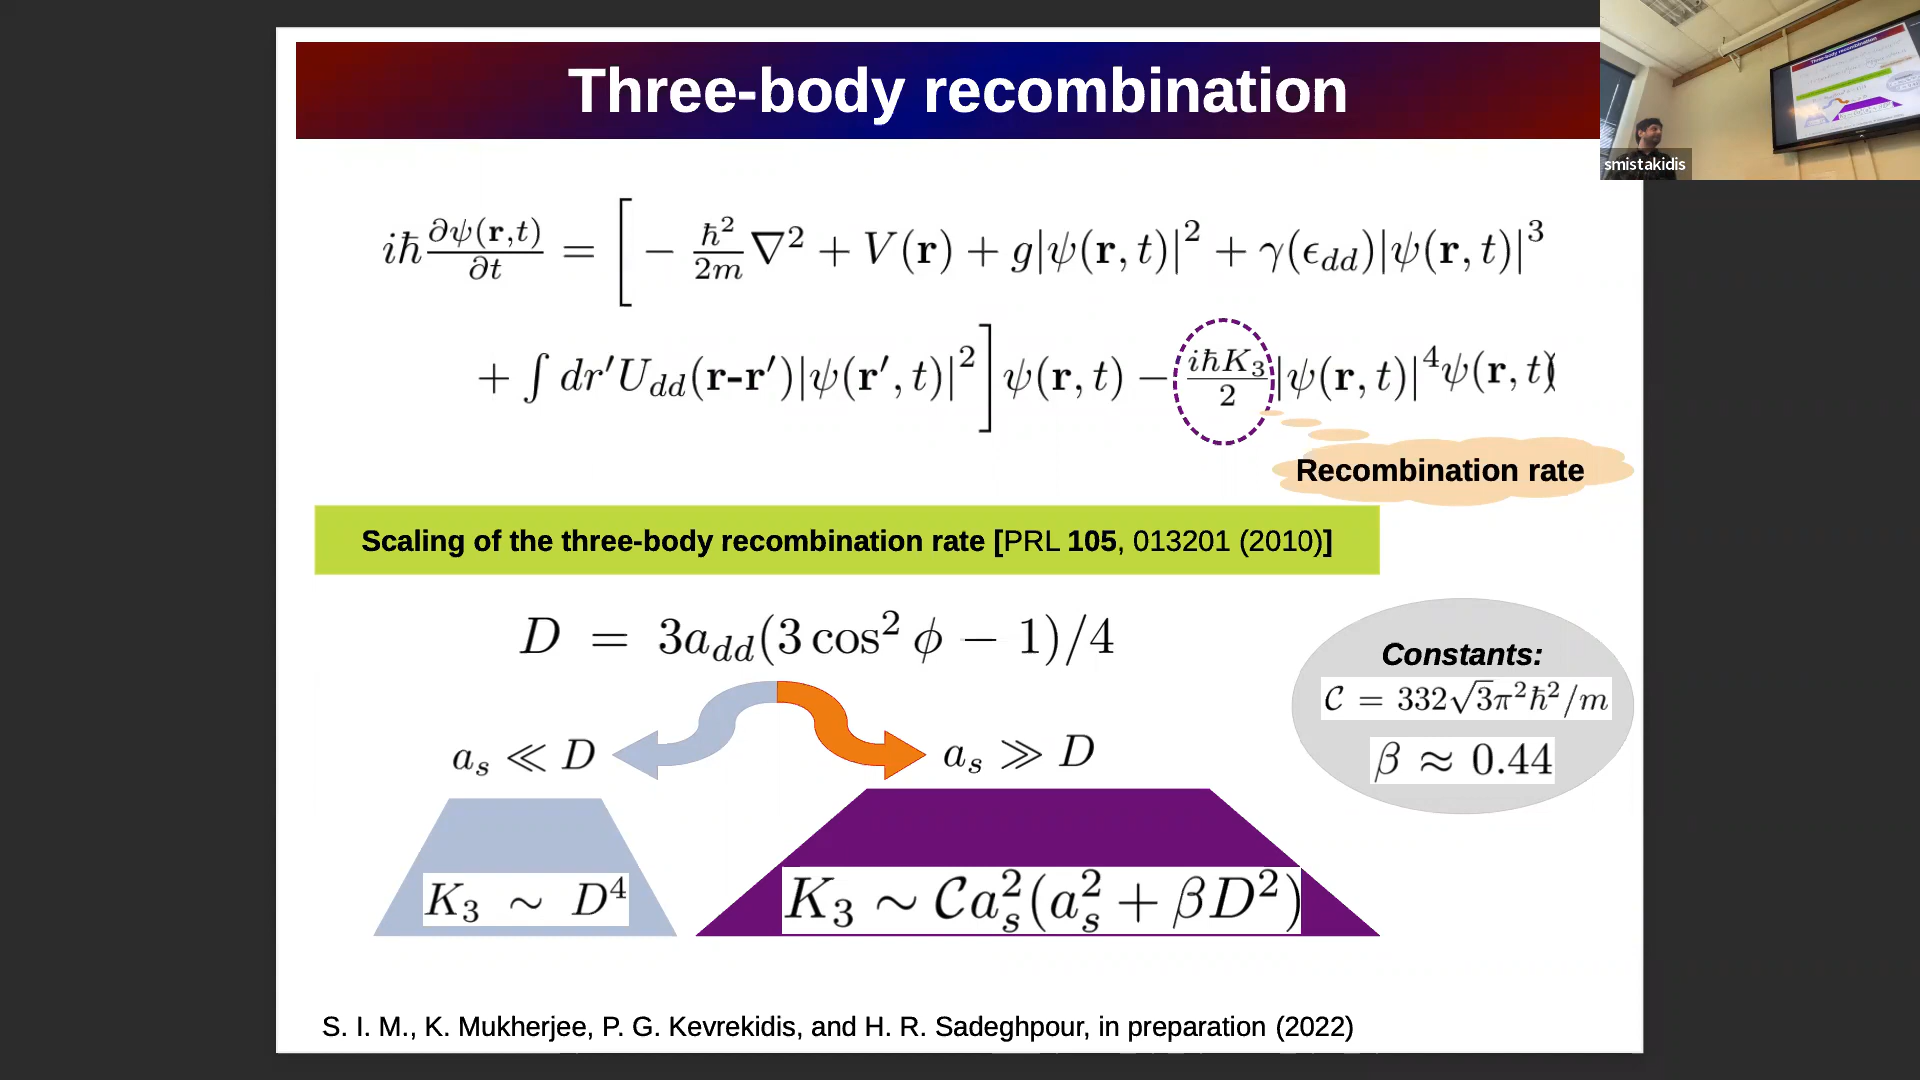 Three-body recombination
smistakidis
iħ ∂ψ(r,t)/∂t = [ − ħ²/2m ∇² + V(r) + g|ψ(r, t)|² + γ(ϵ_dd)|ψ(r, t)|³
+ ∫ dr′U_dd(r-r′)|ψ(r′, t)|² ] ψ(r, t) − iħK₃/2 |ψ(r, t)|⁴ψ(r, t)
Recombination rate
Scaling of the three-body recombination rate [PRL 105, 013201 (2010)]
D = 3a_dd(3 cos² ϕ − 1)/4
Constants:
𝒞 = 332√3π²ħ²/m
β ≈ 0.44
a_s ≪ D
a_s ≫ D
K₃ ∼ D⁴
K₃ ∼ 𝒞a_s²(a_s² + βD²)
S. I. M., K. Mukherjee, P. G. Kevrekidis, and H. R. Sadeghpour, in preparation (2022)